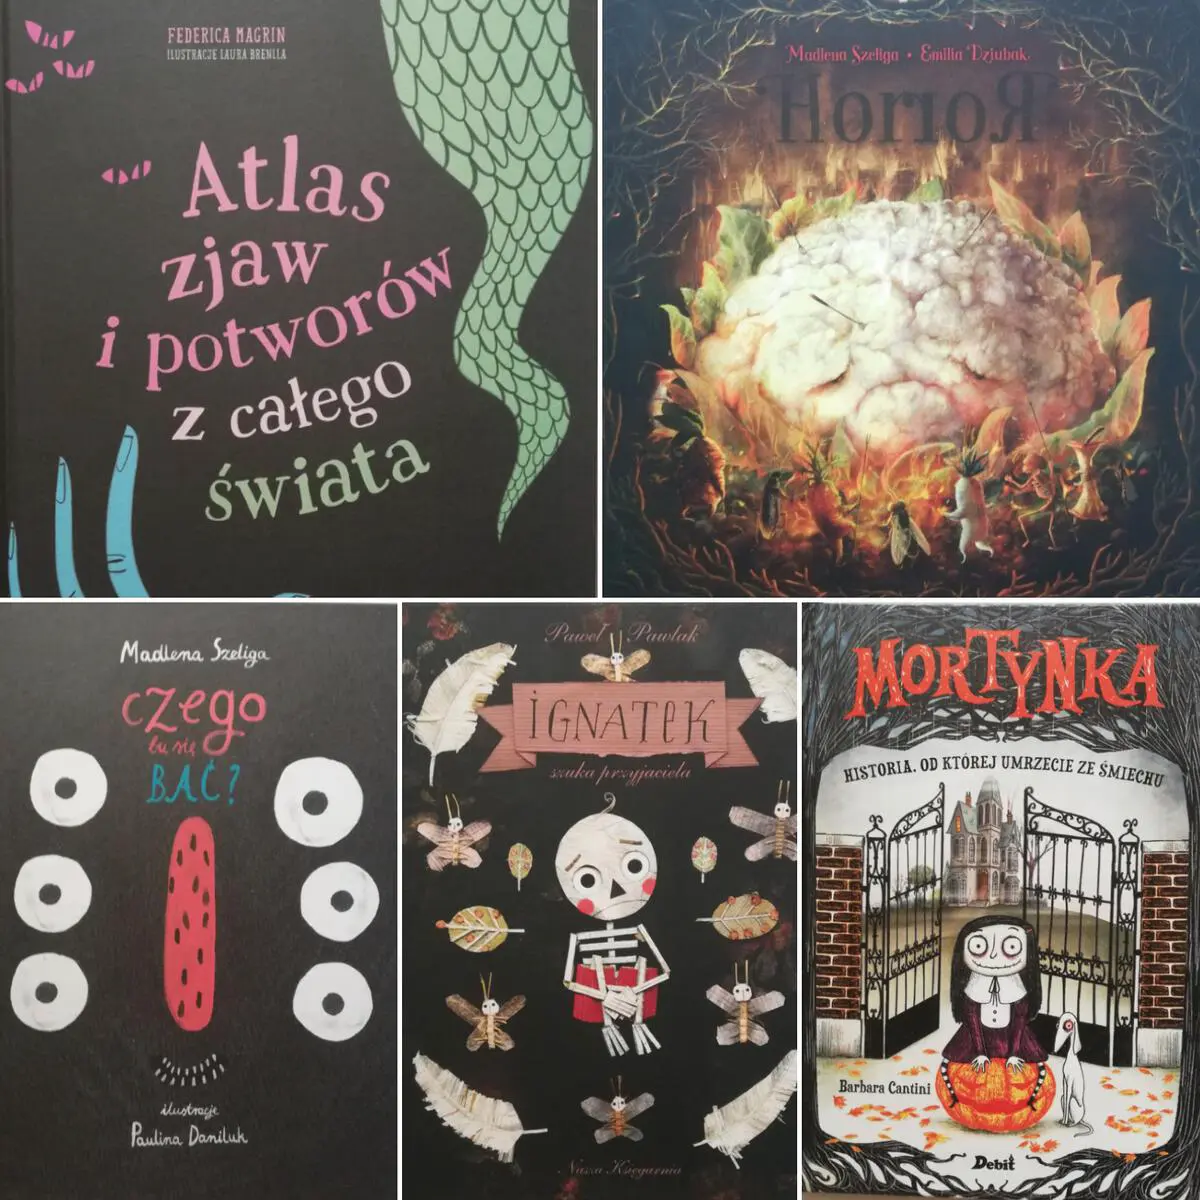 FEDERICA MAGRIN
ILUSTRACJE LAURA BRENLLA
Atlas
zjaw
i potworów
z całego
świata
Madlena Szeliga • Emilia Dziubak
HorroR
Madlena Szeliga
czego
tu się
BAĆ?
ilustracje
Paulina Daniluk
Paweł Pawlak
IGNATEK
szuka przyjaciela
Nasza Księgarnia
MORTYNKA
HISTORIA, OD KTÓREJ UMRZECIE ZE ŚMIECHU
Barbara Cantini
Debit